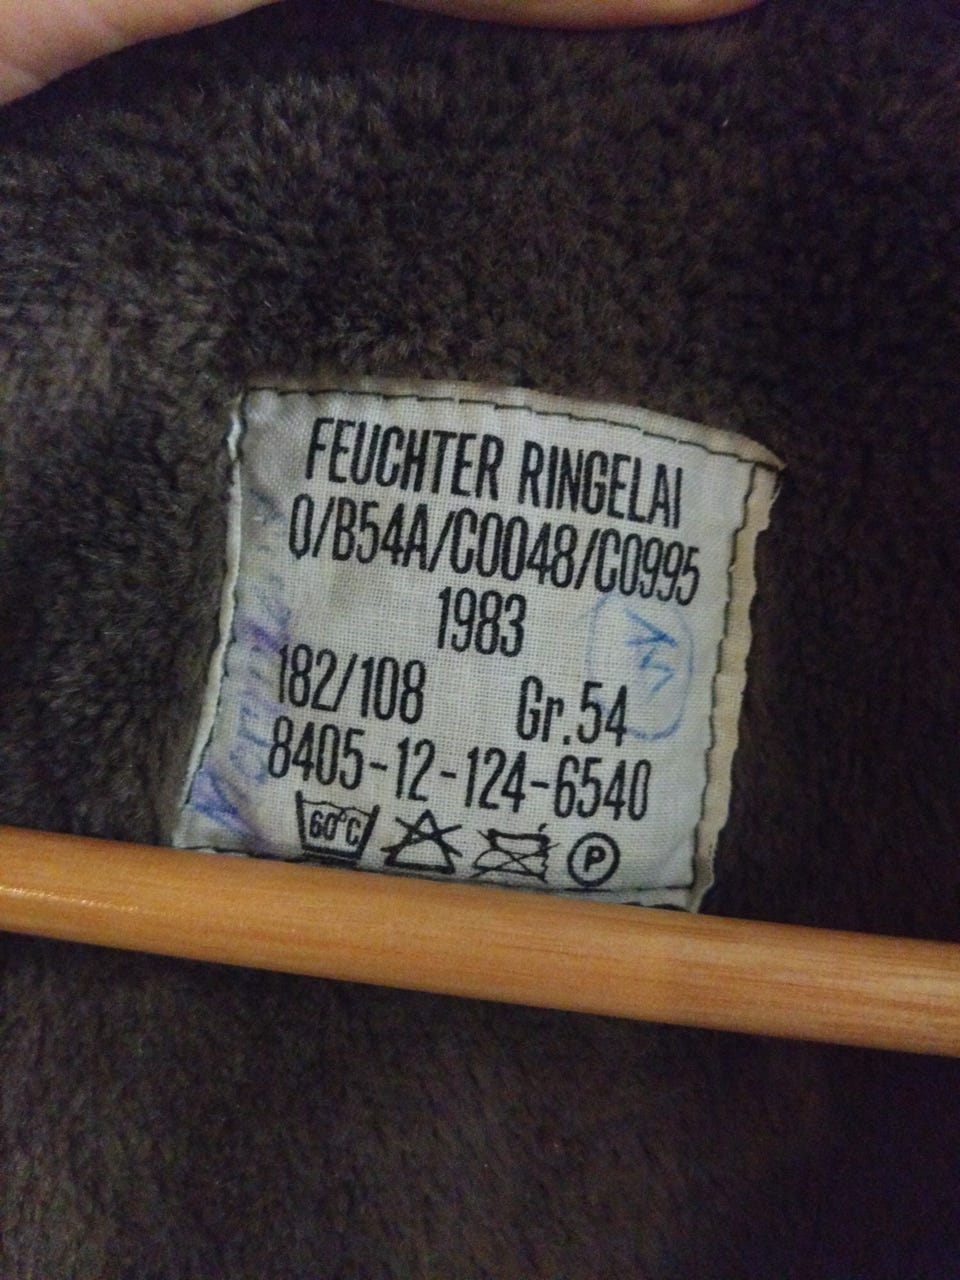 FEUCHTER RINGELAI
0/B54A/C0048/C0995
1983
182/108 Gr.54
8405-12-124-6540
60°C P